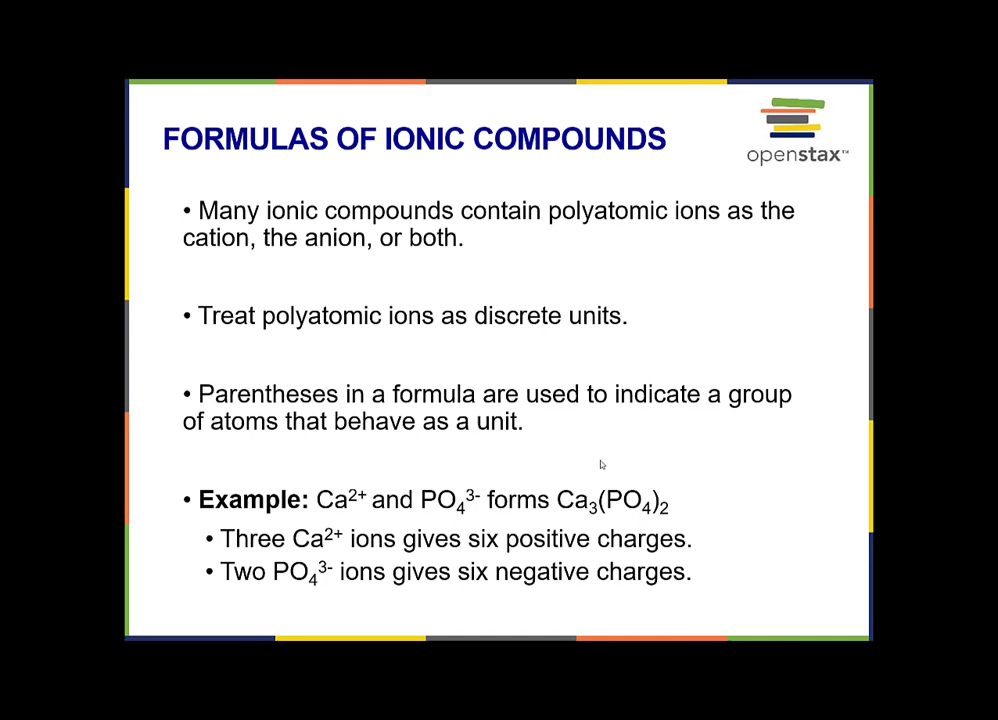 FORMULAS OF IONIC COMPOUNDS
openstax™
• Many ionic compounds contain polyatomic ions as the
cation, the anion, or both.
• Treat polyatomic ions as discrete units.
• Parentheses in a formula are used to indicate a group
of atoms that behave as a unit.
• Example: Ca²⁺ and PO₄³⁻ forms Ca₃(PO₄)₂
• Three Ca²⁺ ions gives six positive charges.
• Two PO₄³⁻ ions gives six negative charges.